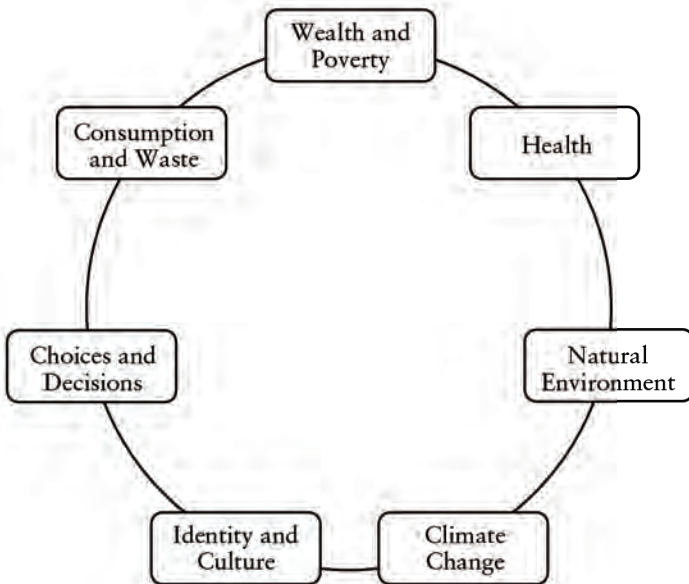 Wealth and
Poverty
Health
Natural
Environment
Climate
Change
Identity and
Culture
Choices and
Decisions
Consumption
and Waste